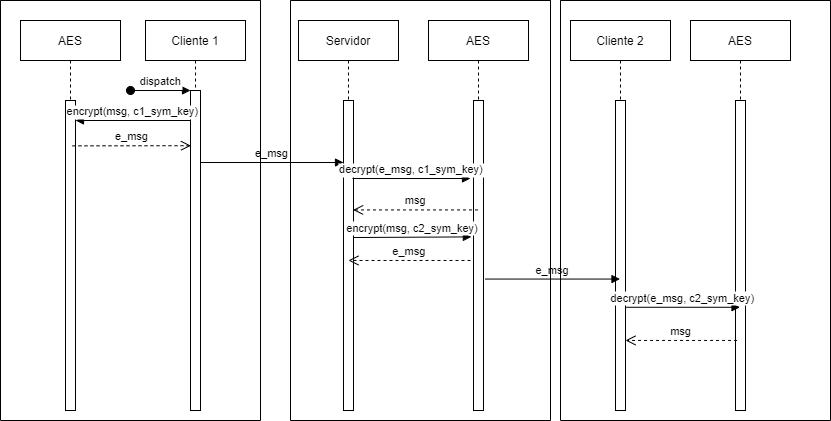 AES
Cliente 1
Servidor
AES
Cliente 2
AES
dispatch
encrypt(msg, c1_sym_key)
e_msg
e_msg
decrypt(e_msg, c1_sym_key)
msg
encrypt(msg, c2_sym_key)
e_msg
e_msg
decrypt(e_msg, c2_sym_key)
msg